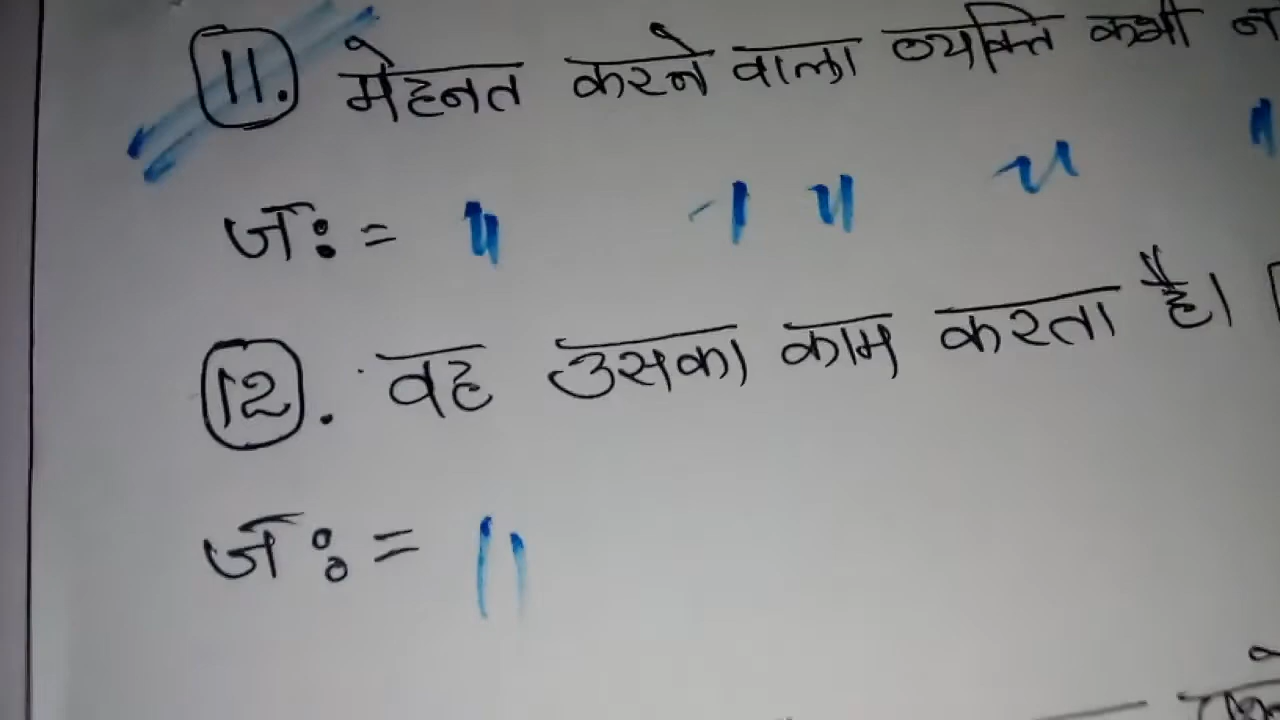 11. मेहनत करने वाला व्यक्ति कभी
ज: = " " " "
12. वह उसका काम करता है।
ज: = "